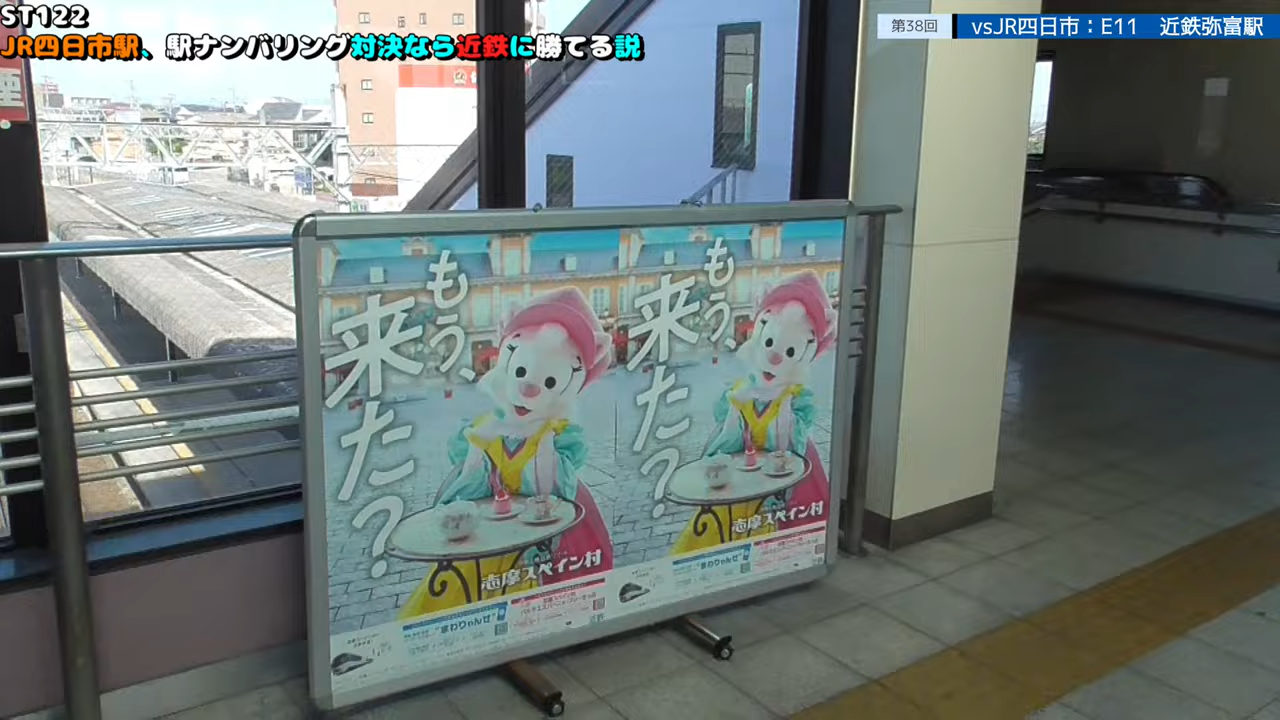 ST122
JR四日市駅、駅ナンバリング対決なら近鉄に勝てる説
第38回
vsJR四日市：E11　近鉄弥富駅
もう、
来た?
志摩スペイン村
"まわりゃんせ"
もう、
来た?
志摩スペイン村
"まわりゃんせ"